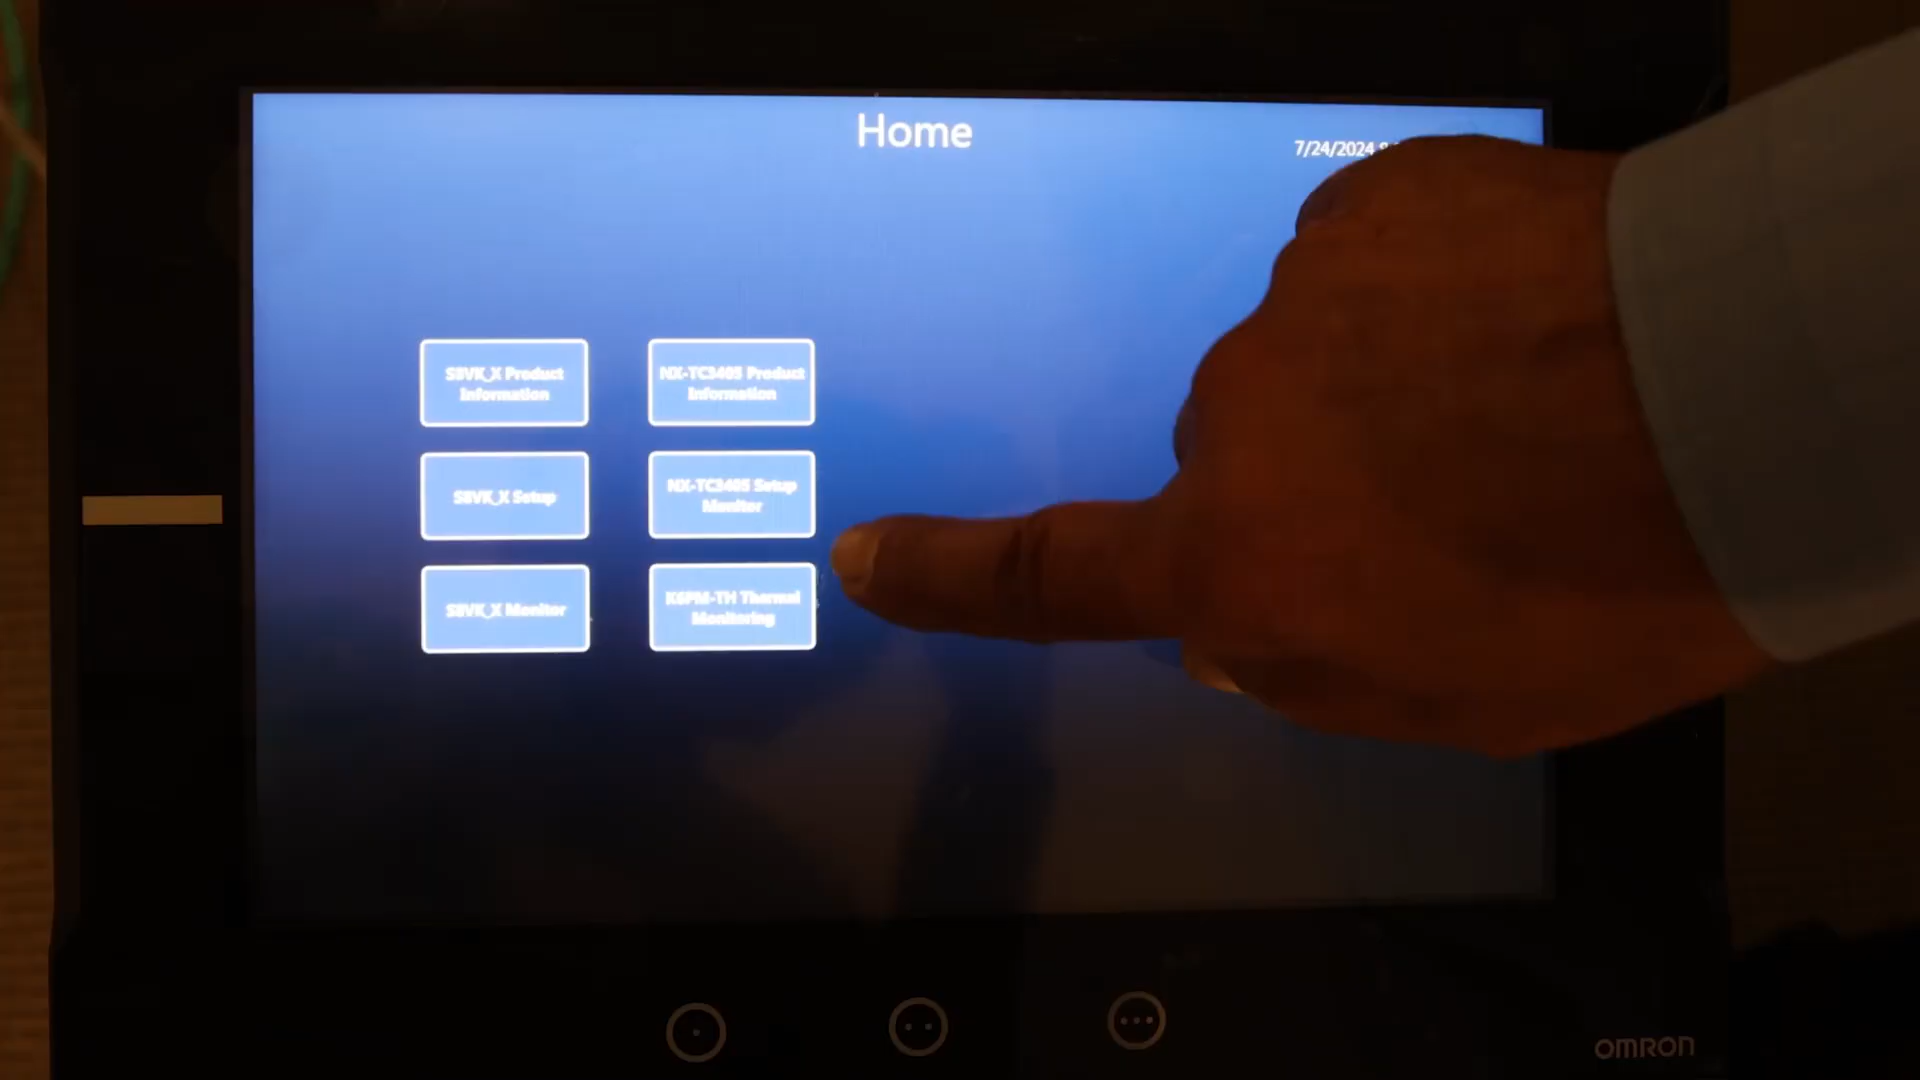 Home
7/24/2024
S8VK_X Product
Information
NX-TC3405 Product
Information
S8VK_X Setup
NX-TC3405 Setup
Monitor
S8VK_X Monitor
K6PM-TH Thermal
Monitoring
OMRON